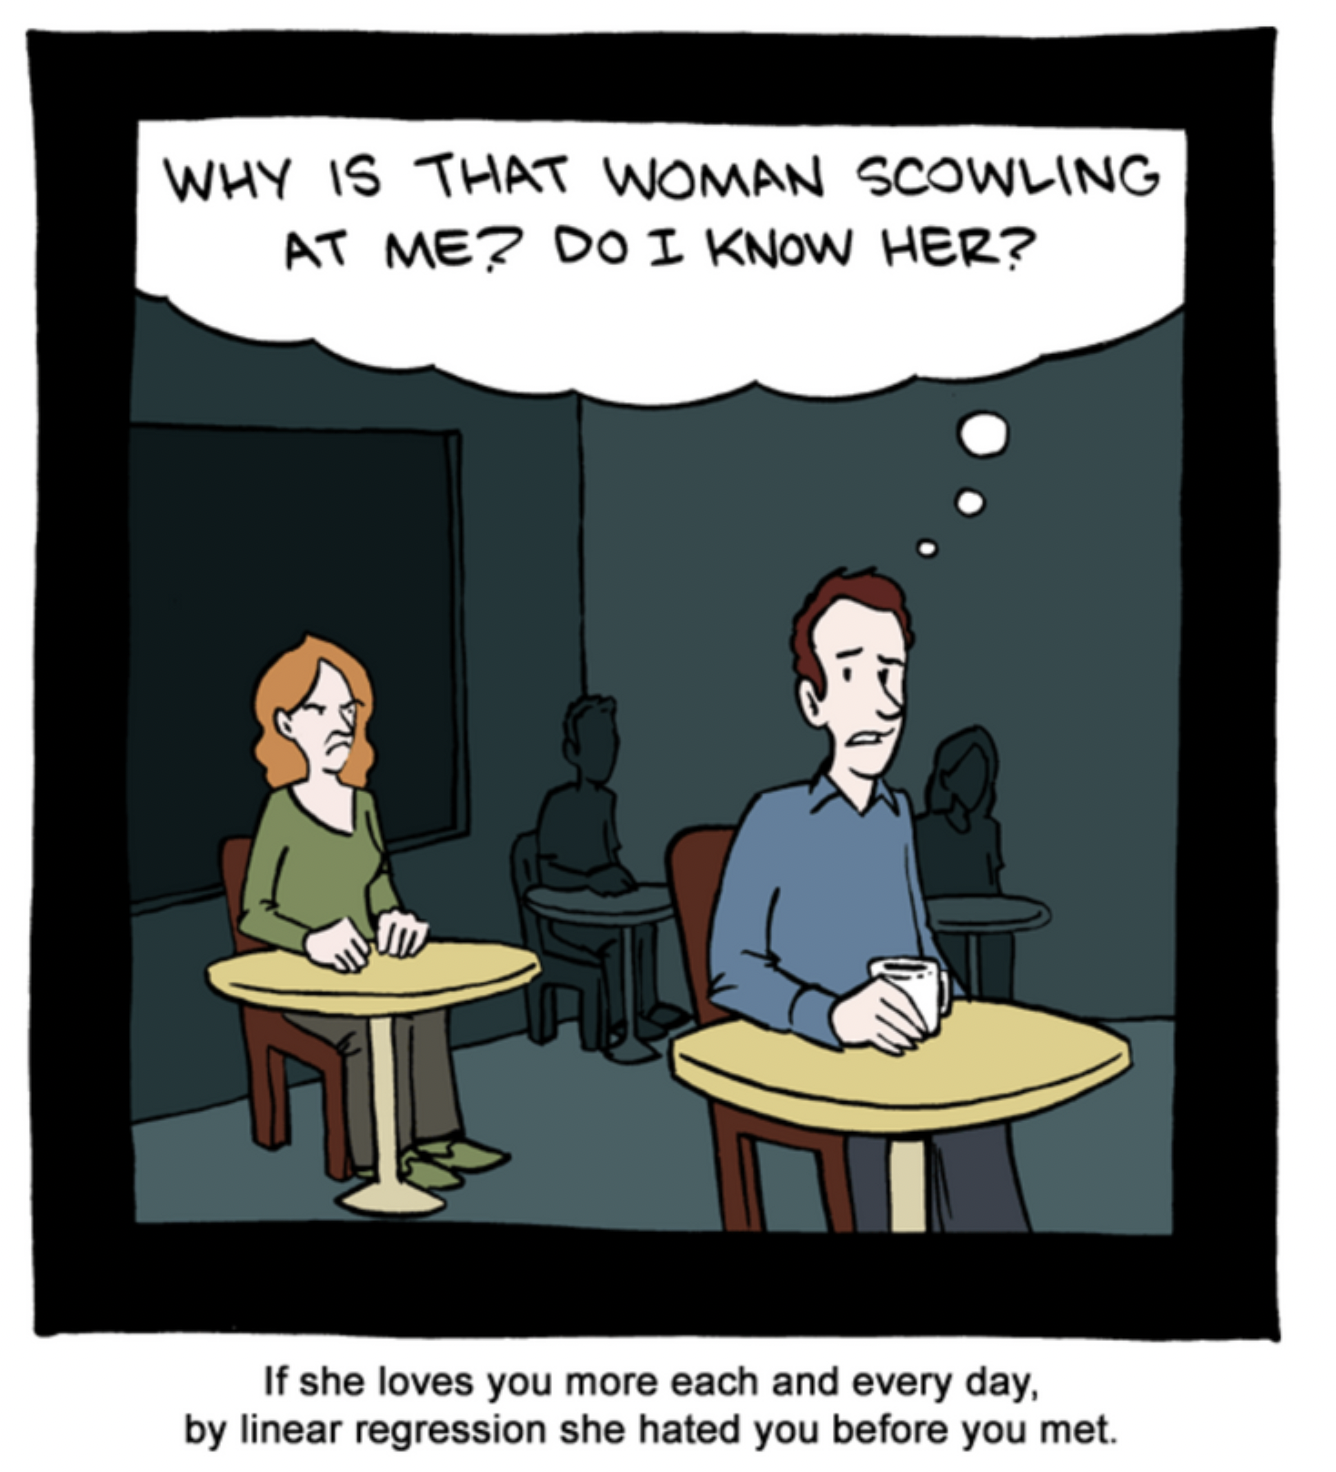 WHY IS THAT WOMAN SCOWLING
AT ME? DO I KNOW HER?
If she loves you more each and every day,
by linear regression she hated you before you met.